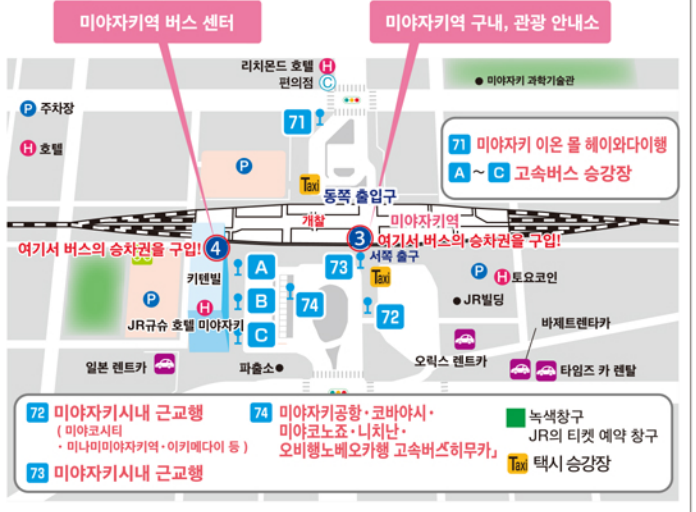 미야자키역 버스 센터
미야자키역 구내, 관광 안내소
리치몬드 호텔 H
편의점 C
미야자키 과학기술관
P 주차장
H 호텔
71
71 미야자키 이온 몰 헤이와다이행
A ~ C 고속버스 승강장
P
Taxi
동쪽 출입구
개찰
미야자키역
여기서 버스의 승차권을 구입!
4
3
여기서 버스의 승차권을 구입!
서쪽 출구
73
Taxi
키텐빌
A
B
C
74
72
P
H 토요코인
JR빌딩
P
H
JR규슈 호텔 미야자키
바제트렌타카
일본 렌트카
파출소
오릭스 렌트카
타임즈 카 렌탈
72 미야자키시내 근교행
( 미야코시티
· 미나미미야자키역 · 이키메다이 등 )
73 미야자키시내 근교행
74 미야자키공항 · 코바야시 ·
미야코노죠 · 니치난 ·
오비행노베오카행 고속버스「히무카」
녹색창구
JR의 티켓 예약 창구
Taxi 택시 승강장